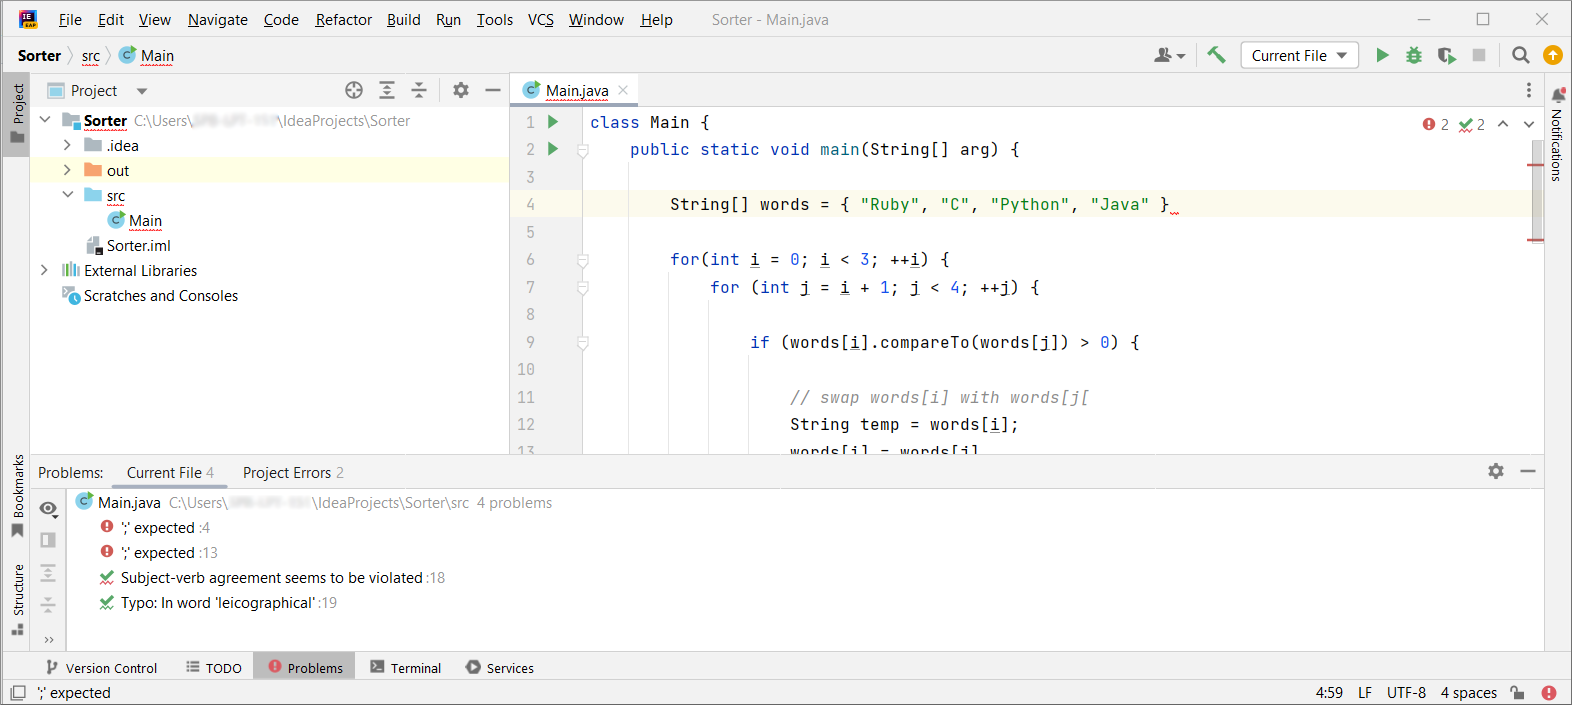 File Edit View Navigate Code Refactor Build Run Tools VCS Window Help Sorter - Main.java
Sorter src Main Current File
Project Project Main.java
Sorter C:\Users\ \IdeaProjects\Sorter
.idea
out
src
Main
Sorter.iml
External Libraries
Scratches and Consoles
1 class Main {
2 public static void main(String[] arg) {
3
4 String[] words = { "Ruby", "C", "Python", "Java" }
5
6 for(int i = 0; i < 3; ++i) {
7 for (int j = i + 1; j < 4; ++j) {
8
9 if (words[i].compareTo(words[j]) > 0) {
10
11 // swap words[i] with words[j[
12 String temp = words[i];
13 words[i] = words[j]
2 2
Notifications
Bookmarks
Structure
Problems: Current File 4 Project Errors 2
Main.java C:\Users\ \IdeaProjects\Sorter\src 4 problems
';' expected :4
';' expected :13
Subject-verb agreement seems to be violated :18
Typo: In word 'leicographical' :19
Version Control TODO Problems Terminal Services
';' expected 4:59 LF UTF-8 4 spaces